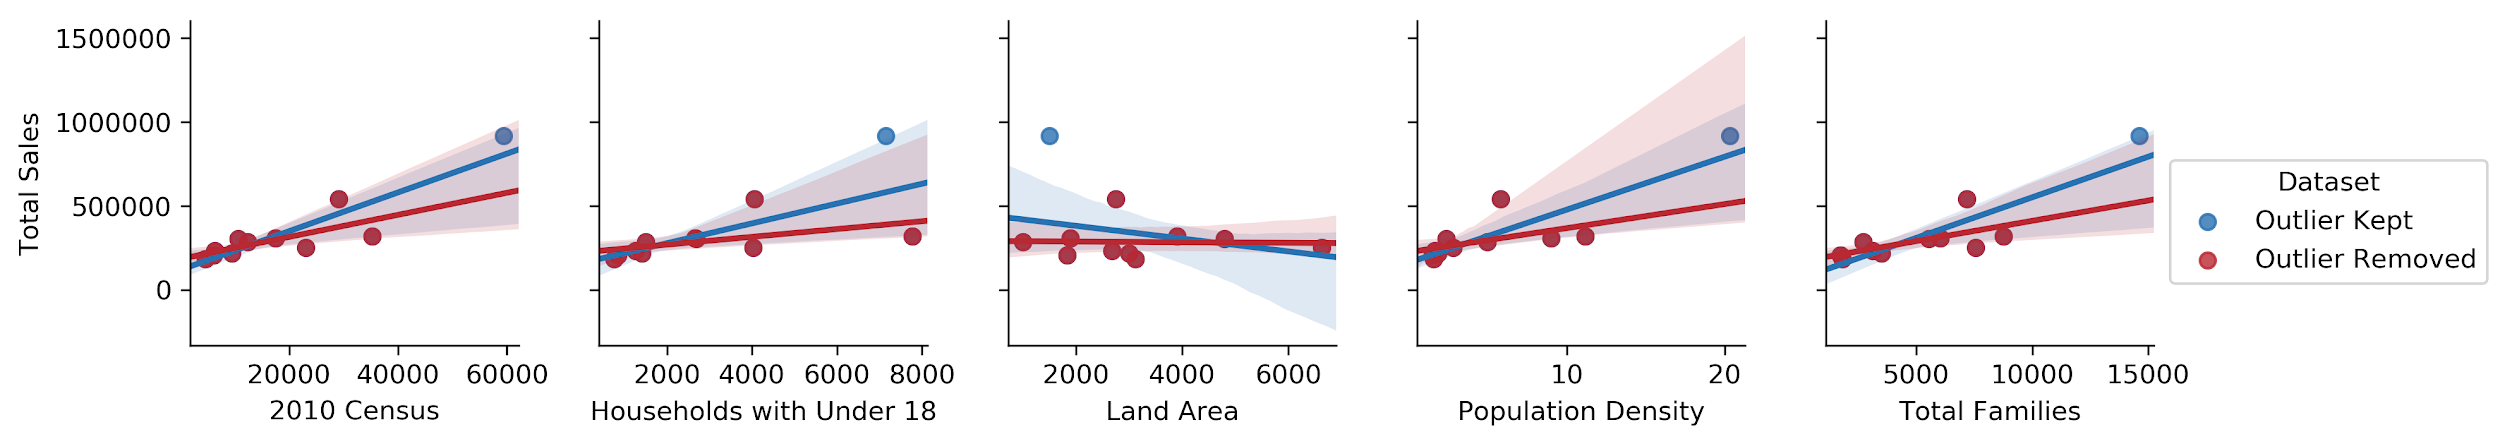 Total Sales
1500000
1000000
500000
0
20000 40000 60000
2010 Census
2000 4000 6000 8000
Households with Under 18
2000 4000 6000
Land Area
10 20
Population Density
5000 10000 15000
Total Families
Dataset
Outlier Kept
Outlier Removed